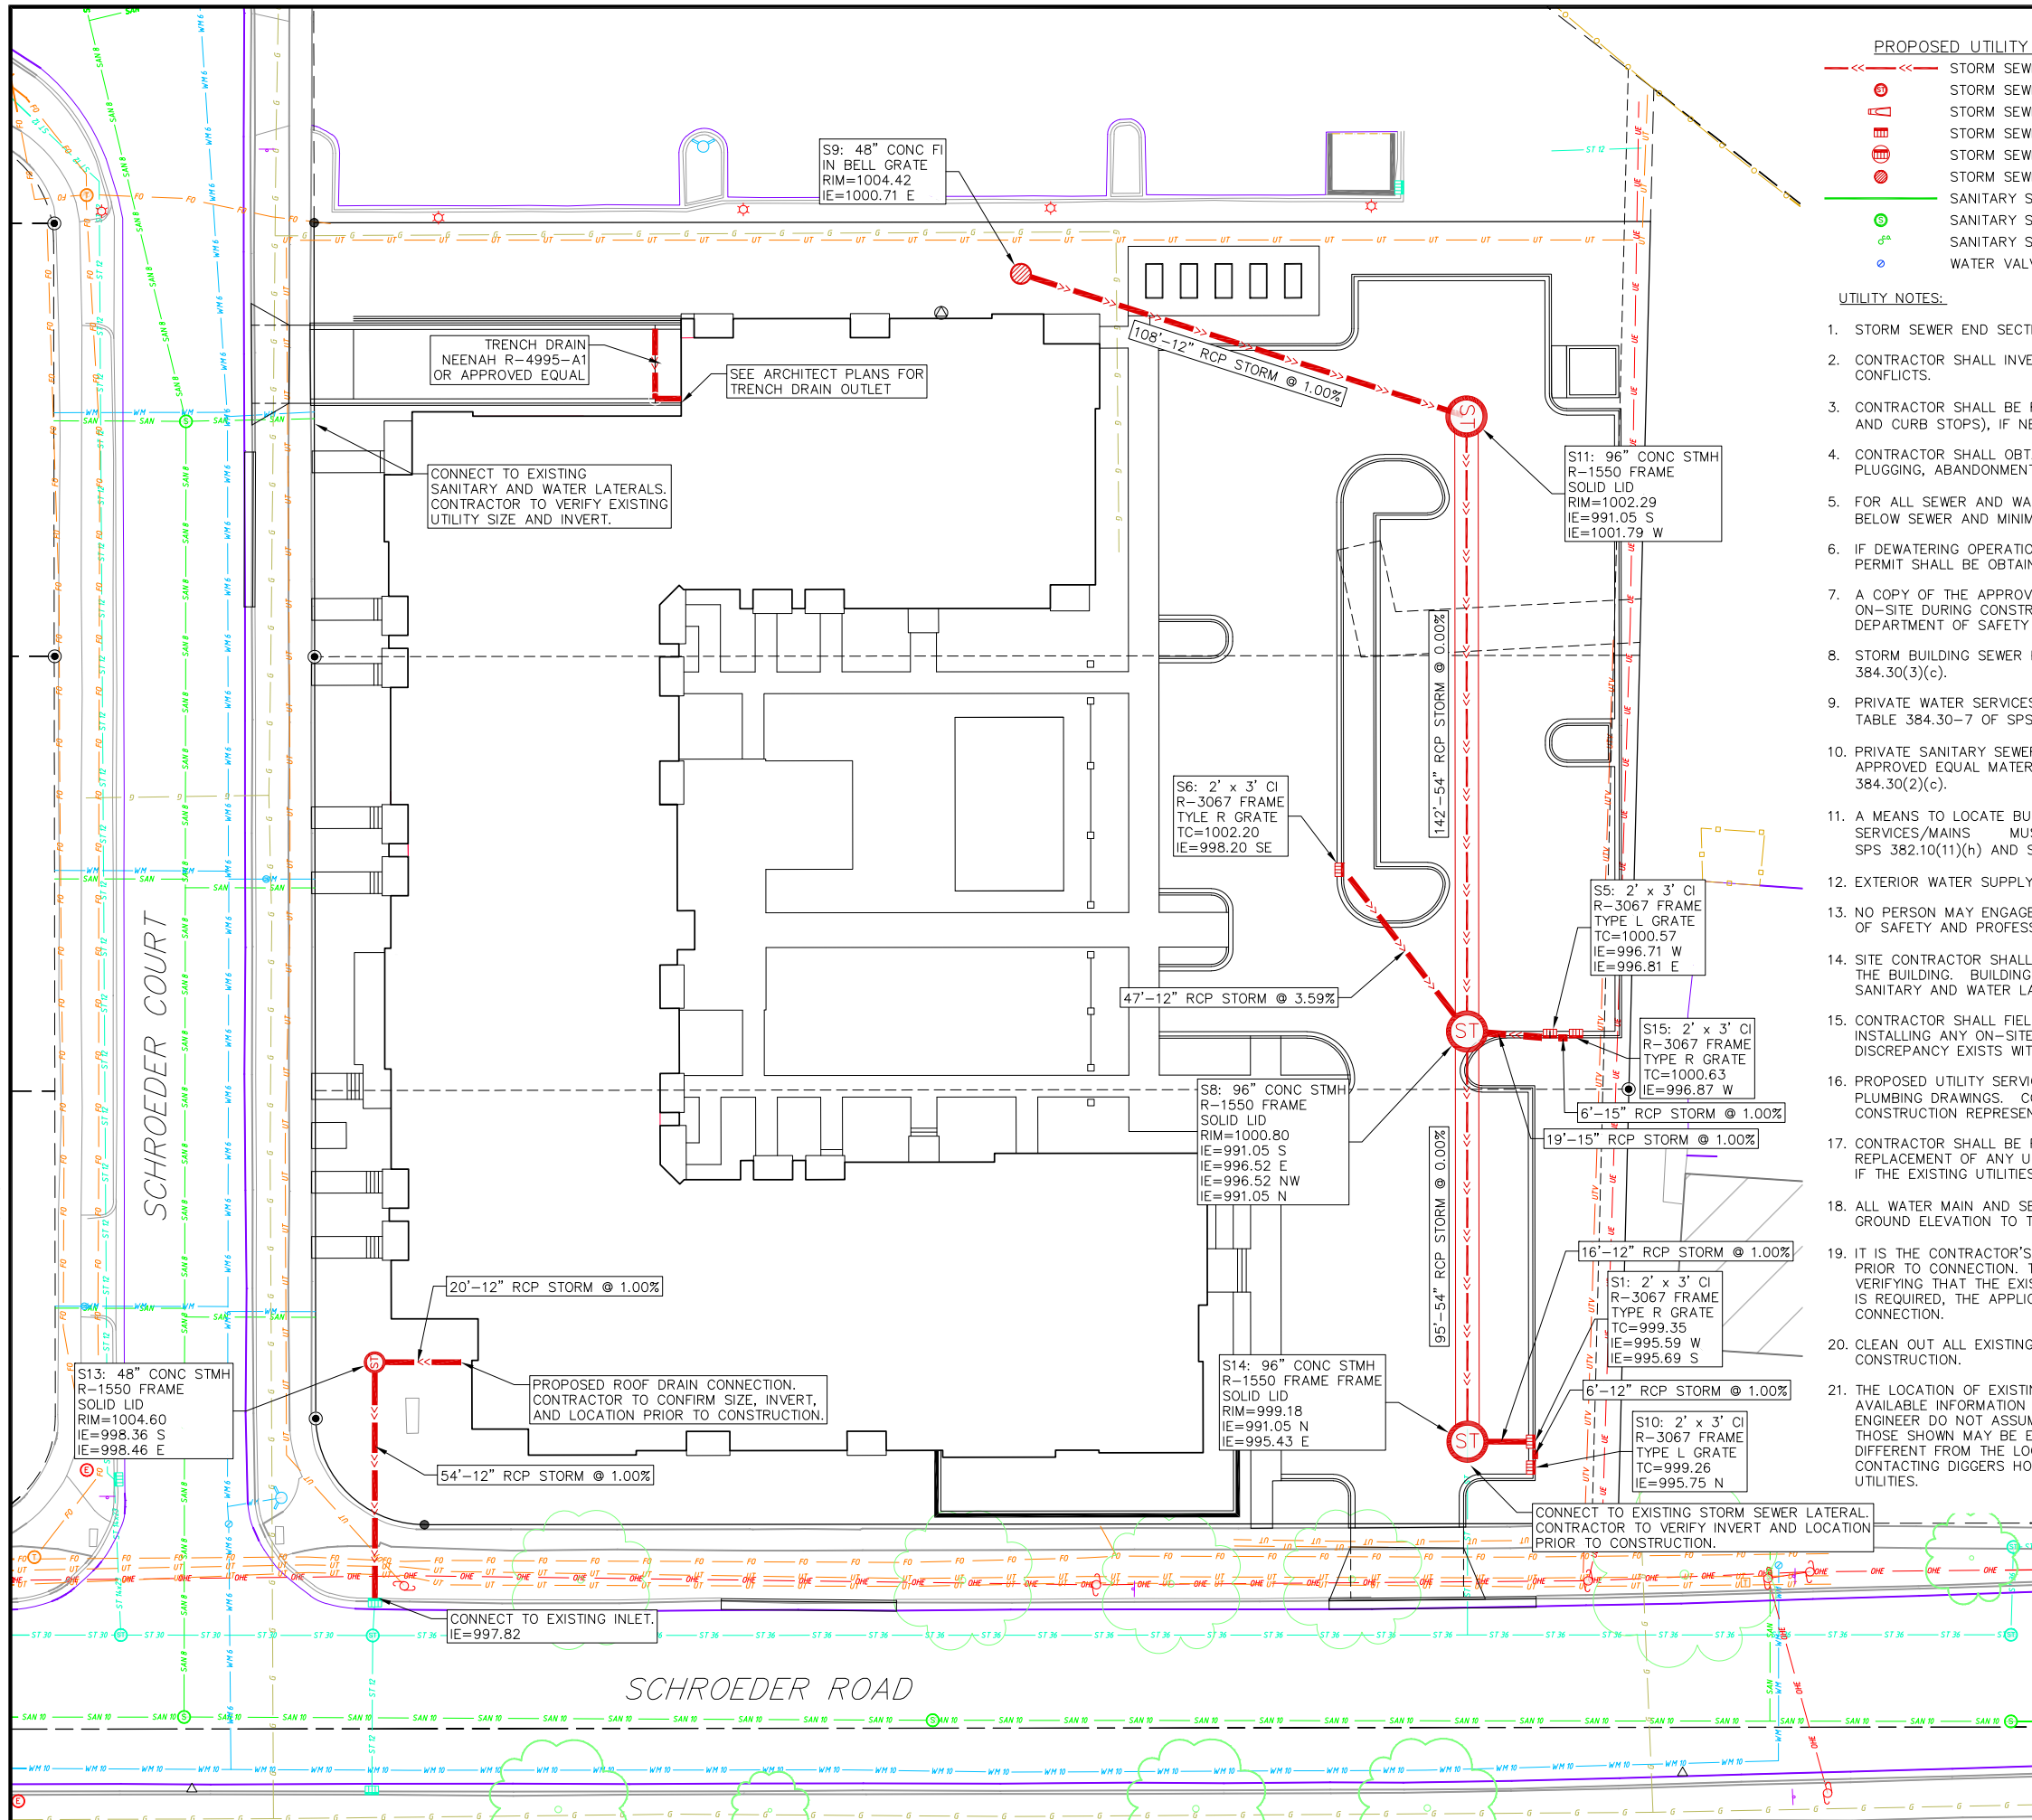 PROPOSED UTILITY
STORM SEW
STORM SEW
STORM SEW
STORM SEW
STORM SEW
STORM SEW
SANITARY S
SANITARY S
SANITARY S
WATER VAL
UTILITY NOTES:
1. STORM SEWER END SECTI
2. CONTRACTOR SHALL INVE
CONFLICTS.
3. CONTRACTOR SHALL BE
AND CURB STOPS), IF NE
4. CONTRACTOR SHALL OBT
PLUGGING, ABANDONMENT
5. FOR ALL SEWER AND WA
BELOW SEWER AND MINIM
6. IF DEWATERING OPERATIO
PERMIT SHALL BE OBTAIN
7. A COPY OF THE APPROV
ON-SITE DURING CONSTR
DEPARTMENT OF SAFETY
8. STORM BUILDING SEWER
384.30(3)(c).
9. PRIVATE WATER SERVICES
TABLE 384.30-7 OF SPS
10. PRIVATE SANITARY SEWER
APPROVED EQUAL MATER
384.30(2)(c).
11. A MEANS TO LOCATE BU
SERVICES/MAINS MU
SPS 382.10(11)(h) AND S
12. EXTERIOR WATER SUPPLY
13. NO PERSON MAY ENGAGE
OF SAFETY AND PROFES
14. SITE CONTRACTOR SHALL
THE BUILDING. BUILDING
SANITARY AND WATER LA
15. CONTRACTOR SHALL FIEL
INSTALLING ANY ON-SITE
DISCREPANCY EXISTS WIT
16. PROPOSED UTILITY SERVI
PLUMBING DRAWINGS. C
CONSTRUCTION REPRESEN
17. CONTRACTOR SHALL BE
REPLACEMENT OF ANY U
IF THE EXISTING UTILITIES
18. ALL WATER MAIN AND SE
GROUND ELEVATION TO T
19. IT IS THE CONTRACTOR'S
PRIOR TO CONNECTION. T
VERIFYING THAT THE EXIS
IS REQUIRED, THE APPLIC
CONNECTION.
20. CLEAN OUT ALL EXISTING
CONSTRUCTION.
21. THE LOCATION OF EXISTIN
AVAILABLE INFORMATION
ENGINEER DO NOT ASSUM
THOSE SHOWN MAY BE E
DIFFERENT FROM THE LOC
CONTACTING DIGGERS HO
UTILITIES.
S9: 48" CONC FI
IN BELL GRATE
RIM=1004.42
IE=1000.71 E
TRENCH DRAIN
NEENAH R-4995-A1
OR APPROVED EQUAL
SEE ARCHITECT PLANS FOR
TRENCH DRAIN OUTLET
108'-12" RCP STORM @ 1.00%
CONNECT TO EXISTING
SANITARY AND WATER LATERALS.
CONTRACTOR TO VERIFY EXISTING
UTILITY SIZE AND INVERT.
S11: 96" CONC STMH
R-1550 FRAME
SOLID LID
RIM=1002.29
IE=991.05 S
IE=1001.79 W
142'-54" RCP STORM @ 0.00%
S6: 2' x 3' CI
R-3067 FRAME
TYLE R GRATE
TC=1002.20
IE=998.20 SE
S5: 2' x 3' CI
R-3067 FRAME
TYPE L GRATE
TC=1000.57
IE=996.71 W
IE=996.81 E
47'-12" RCP STORM @ 3.59%
S15: 2' x 3' CI
R-3067 FRAME
TYPE R GRATE
TC=1000.63
IE=996.87 W
6'-15" RCP STORM @ 1.00%
19'-15" RCP STORM @ 1.00%
S8: 96" CONC STMH
R-1550 FRAME
SOLID LID
RIM=1000.80
IE=991.05 S
IE=996.52 E
IE=996.52 NW
IE=991.05 N
95'-54" RCP STORM @ 0.00%
16'-12" RCP STORM @ 1.00%
S1: 2' x 3' CI
R-3067 FRAME
TYPE R GRATE
TC=999.35
IE=995.59 W
IE=995.69 S
6'-12" RCP STORM @ 1.00%
S14: 96" CONC STMH
R-1550 FRAME FRAME
SOLID LID
RIM=999.18
IE=991.05 N
IE=995.43 E
S10: 2' x 3' CI
R-3067 FRAME
TYPE L GRATE
TC=999.26
IE=995.75 N
CONNECT TO EXISTING STORM SEWER LATERAL.
CONTRACTOR TO VERIFY INVERT AND LOCATION
PRIOR TO CONSTRUCTION.
20'-12" RCP STORM @ 1.00%
S13: 48" CONC STMH
R-1550 FRAME
SOLID LID
RIM=1004.60
IE=998.36 S
IE=998.46 E
PROPOSED ROOF DRAIN CONNECTION.
CONTRACTOR TO CONFIRM SIZE, INVERT,
AND LOCATION PRIOR TO CONSTRUCTION.
54'-12" RCP STORM @ 1.00%
CONNECT TO EXISTING INLET.
IE=997.82
SCHROEDER COURT
SCHROEDER ROAD